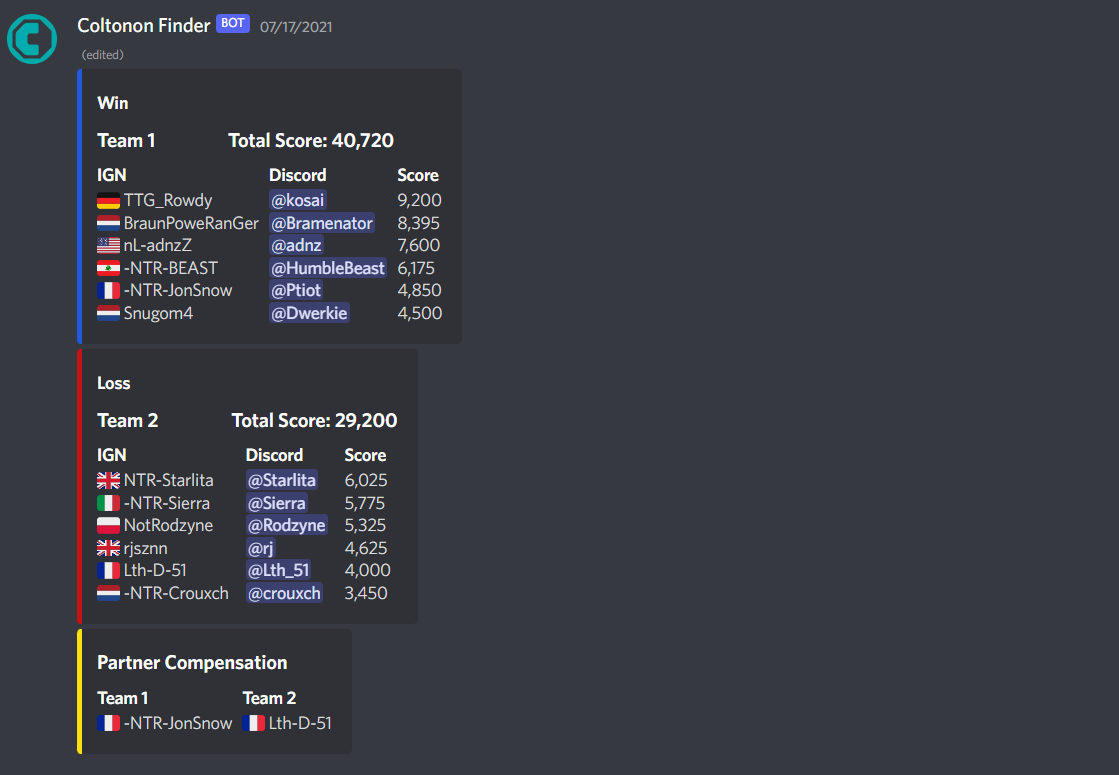 Coltonon Finder BOT 07/17/2021
(edited)
Win
Team 1 Total Score: 40,720
IGN Discord Score
TTG_Rowdy @kosai 9,200
BraunPoweRanGer @Bramenator 8,395
nL-adnzZ @adnz 7,600
-NTR-BEAST @HumbleBeast 6,175
-NTR-JonSnow @Ptiot 4,850
Snugom4 @Dwerkie 4,500
Loss
Team 2 Total Score: 29,200
IGN Discord Score
NTR-Starlita @Starlita 6,025
-NTR-Sierra @Sierra 5,775
NotRodzyne @Rodzyne 5,325
rjsznn @rj 4,625
Lth-D-51 @Lth_51 4,000
-NTR-Crouxch @crouxch 3,450
Partner Compensation
Team 1 Team 2
-NTR-JonSnow Lth-D-51